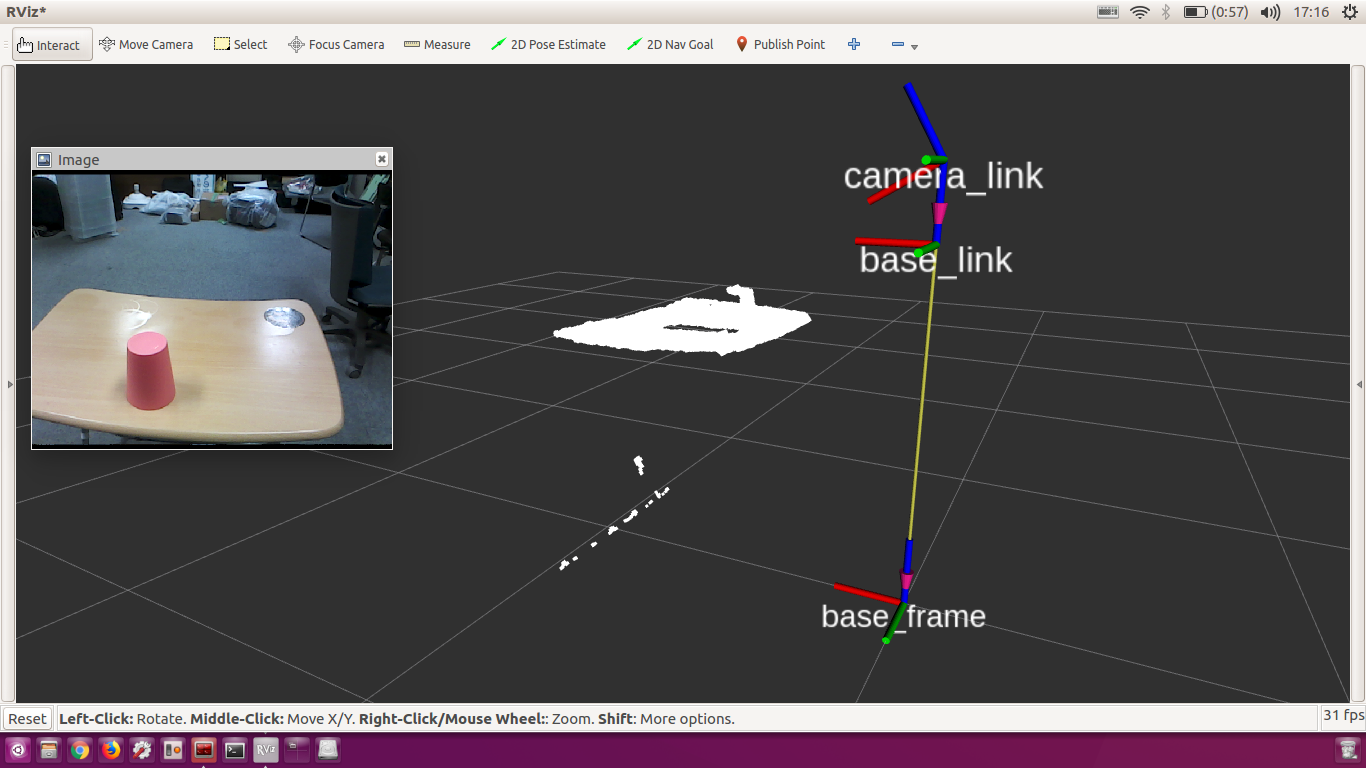 RViz*
(0:57) 17:16
Interact Move Camera Select Focus Camera Measure 2D Pose Estimate 2D Nav Goal Publish Point
Image
camera_link
base_link
base_frame
Reset Left-Click: Rotate. Middle-Click: Move X/Y. Right-Click/Mouse Wheel:: Zoom. Shift: More options. 31 fps
RViz